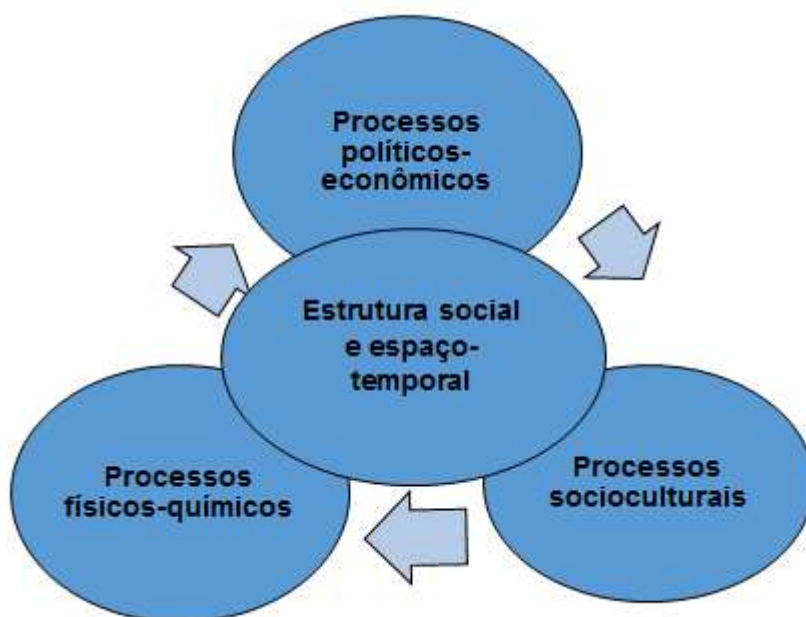 Processos
políticos-
econômicos
Estrutura social
e espaço-
temporal
Processos
físicos-químicos
Processos
socioculturais